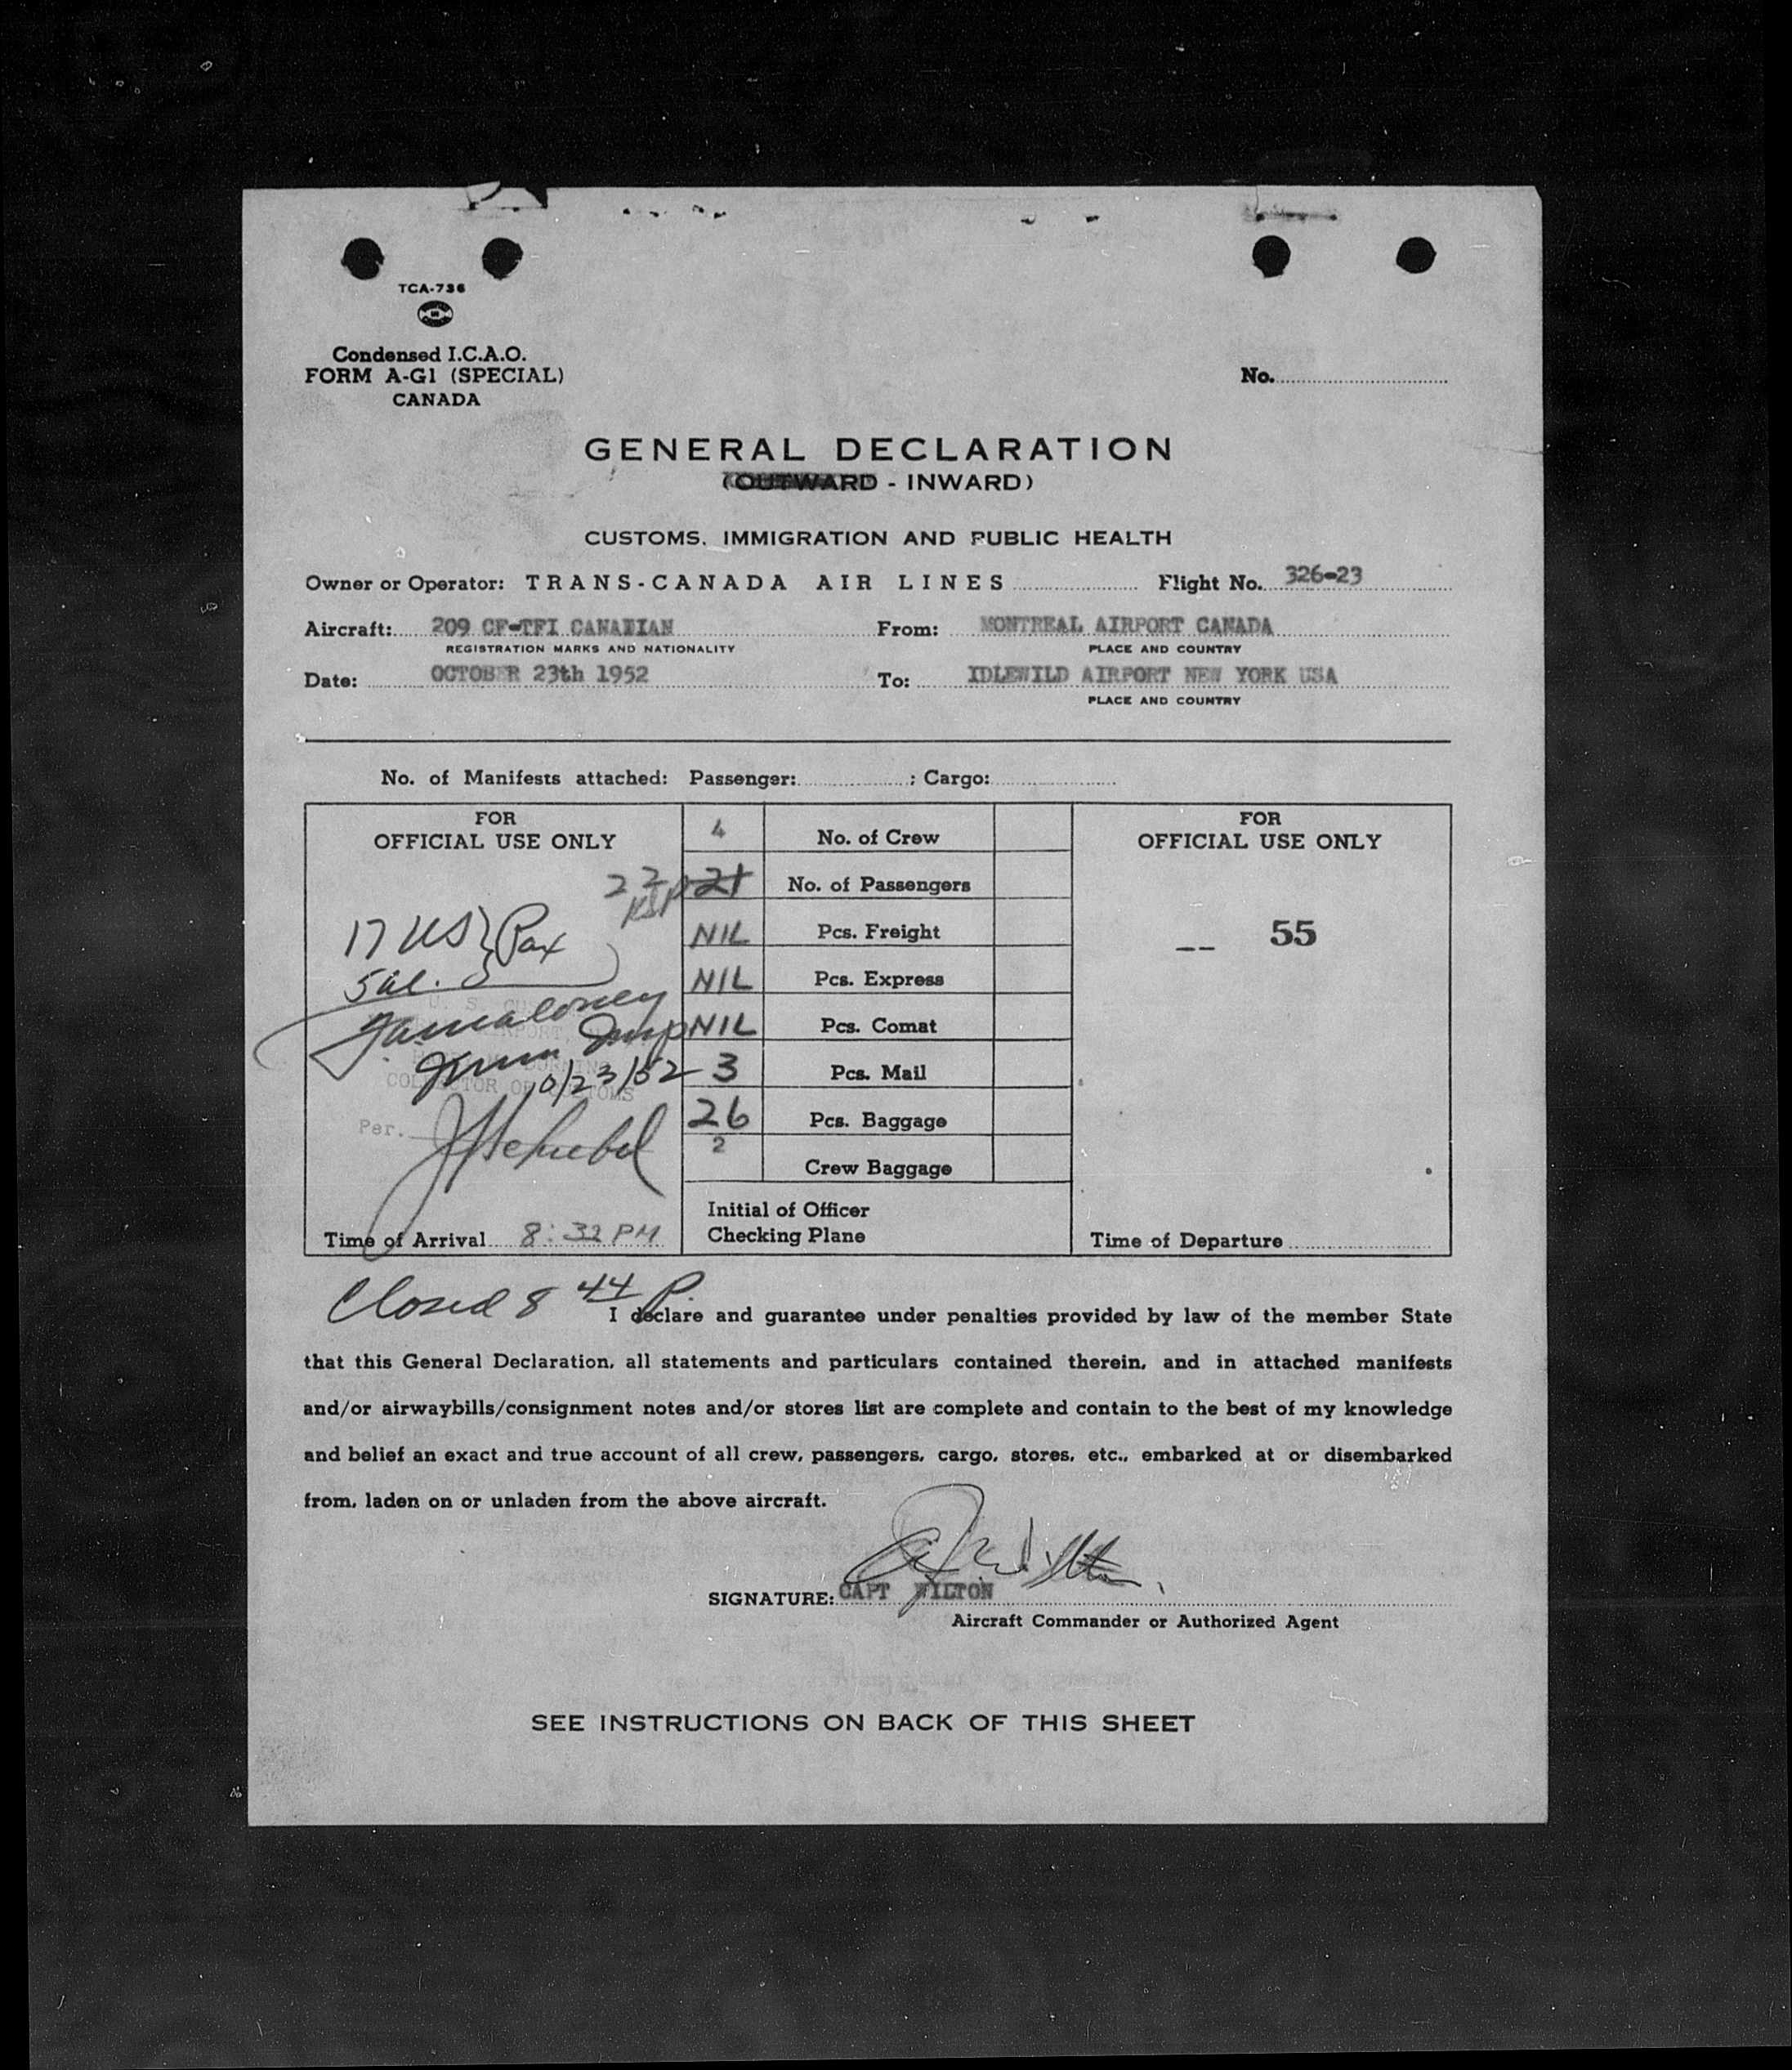 TCA-736
Condensed I.C.A.O.
FORM A-G1 (SPECIAL)
CANADA
No.
GENERAL DECLARATION
(OUTWARD - INWARD)
CUSTOMS, IMMIGRATION AND PUBLIC HEALTH
Owner or Operator: TRANS-CANADA AIR LINES Flight No. 326-23
Aircraft: 209 CF-TFI CANADIAN From: MONTREAL AIRPORT CANADA
REGISTRATION MARKS AND NATIONALITY PLACE AND COUNTRY
Date: OCTOBER 23th 1952 To: IDLEWILD AIRPORT NEW YORK USA
PLACE AND COUNTRY
No. of Manifests attached: Passenger: ; Cargo:
FOR
OFFICIAL USE ONLY
22
17 US } Pax
5 al.
U. S.
COLLECTOR OF CUSTOMS
10/23/52
Per.
Time of Arrival 8:32 PM
4 No. of Crew
21 No. of Passengers
NIL Pcs. Freight
NIL Pcs. Express
NIL Pcs. Comat
3 Pcs. Mail
26 Pcs. Baggage
2 Crew Baggage
Initial of Officer
Checking Plane
FOR
OFFICIAL USE ONLY
-- 55
Time of Departure
Closed 8 44 P.
I declare and guarantee under penalties provided by law of the member State
that this General Declaration, all statements and particulars contained therein, and in attached manifests
and/or airwaybills/consignment notes and/or stores list are complete and contain to the best of my knowledge
and belief an exact and true account of all crew, passengers, cargo, stores, etc., embarked at or disembarked
from, laden on or unladen from the above aircraft.
SIGNATURE: CAPT WILTON
Aircraft Commander or Authorized Agent
SEE INSTRUCTIONS ON BACK OF THIS SHEET